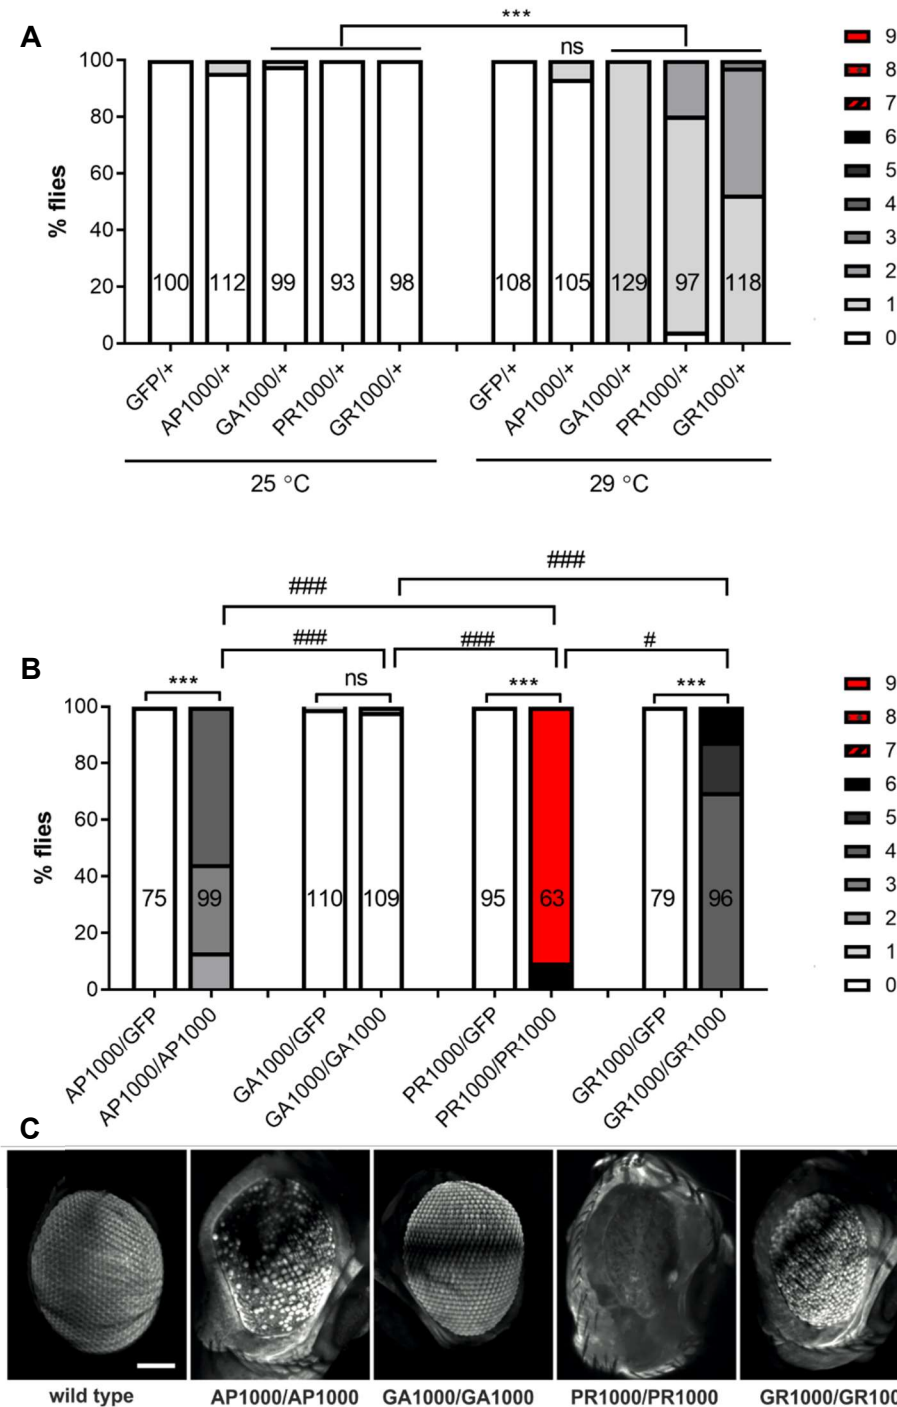 A
***
ns
% flies
100
80
60
40
20
0
100 112 99 93 98 108 105 129 97 118
GFP/+ AP1000/+ GA1000/+ PR1000/+ GR1000/+ GFP/+ AP1000/+ GA1000/+ PR1000/+ GR1000/+
25 °C 29 °C
9
8
7
6
5
4
3
2
1
0
###
###
### ### #
B
*** ns *** ***
% flies
100
80
60
40
20
0
75 99 110 109 95 63 79 96
AP1000/GFP AP1000/AP1000 GA1000/GFP GA1000/GA1000 PR1000/GFP PR1000/PR1000 GR1000/GFP GR1000/GR1000
9
8
7
6
5
4
3
2
1
0
C
wild type AP1000/AP1000 GA1000/GA1000 PR1000/PR1000 GR1000/GR100